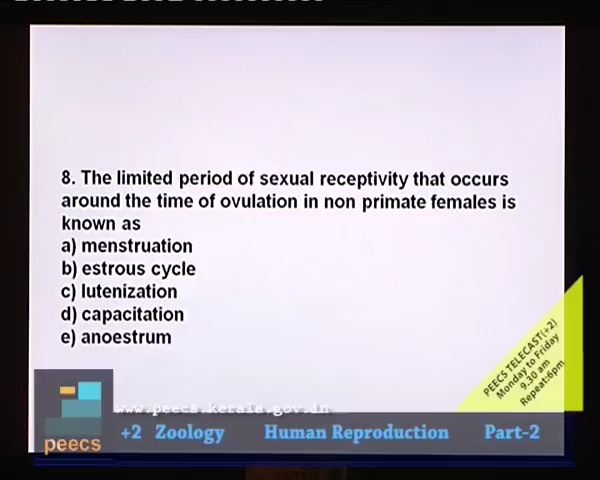 8. The limited period of sexual receptivity that occurs
around the time of ovulation in non primate females is
known as
a) menstruation
b) estrous cycle
c) lutenization
d) capacitation
e) anoestrum
PEECS TELECAST(+2)
Monday to Friday
9.30 am
Repeat:6pm
www.peecs.kerala.gov.in
peecs
+2 Zoology Human Reproduction Part-2